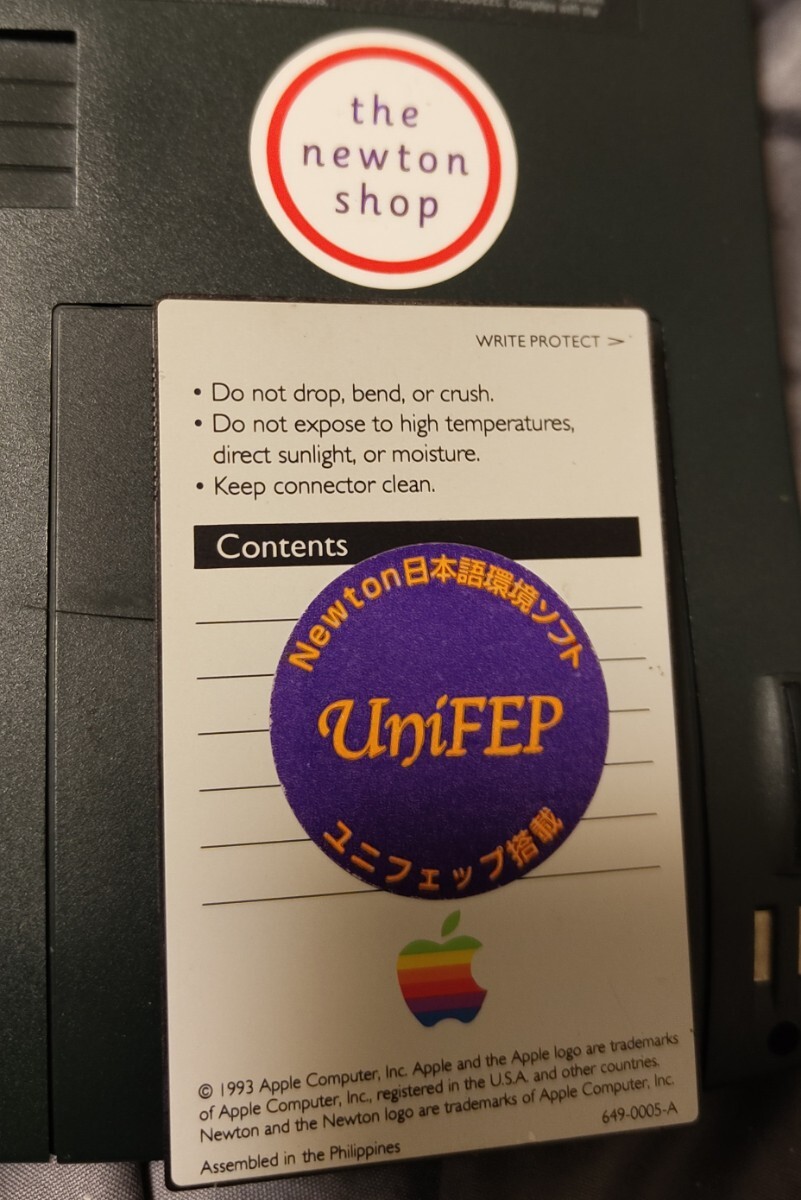 Complies with the
the
newton
shop
WRITE PROTECT >
• Do not drop, bend, or crush.
• Do not expose to high temperatures,
direct sunlight, or moisture.
• Keep connector clean.
Contents
Newton日本語環境ソフト
UniFEP
ユニフェップ搭載
© 1993 Apple Computer, Inc. Apple and the Apple logo are trademarks
of Apple Computer, Inc., registered in the U.S.A. and other countries.
Newton and the Newton logo are trademarks of Apple Computer, Inc.
649-0005-A
Assembled in the Philippines